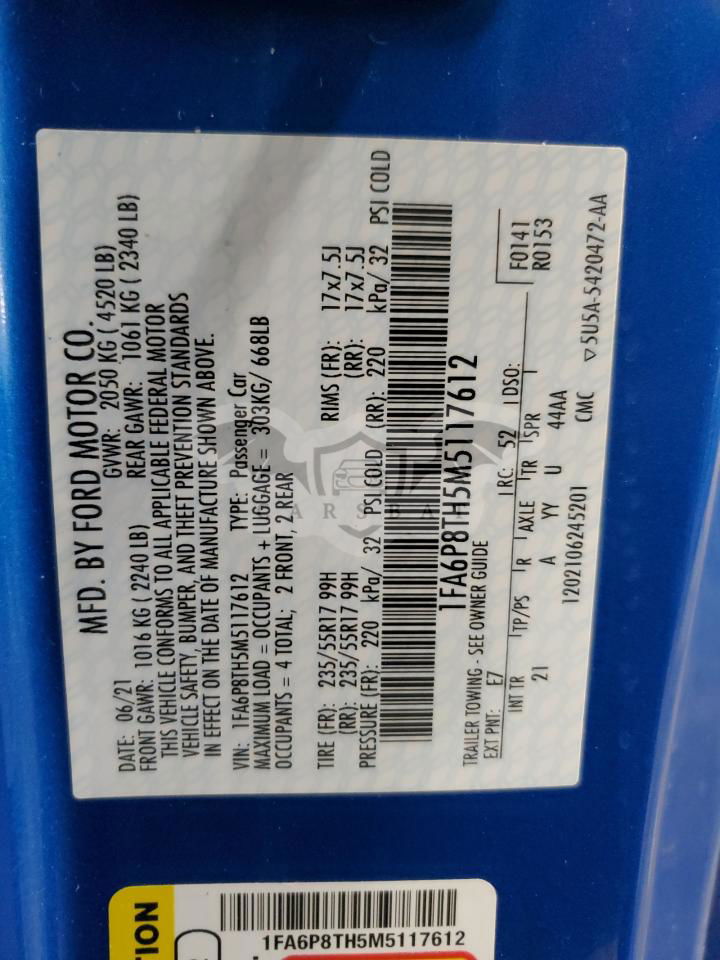 MFD. BY FORD MOTOR CO.
DATE: 06/21 GVWR: 2050 KG ( 4520 LB)
FRONT GAWR: 1016 KG ( 2240 LB) REAR GAWR: 1061 KG ( 2340 LB)
THIS VEHICLE CONFORMS TO ALL APPLICABLE FEDERAL MOTOR
VEHICLE SAFETY, BUMPER, AND THEFT PREVENTION STANDARDS
IN EFFECT ON THE DATE OF MANUFACTURE SHOWN ABOVE.
VIN: 1FA6P8TH5M5117612 TYPE: Passenger Car
MAXIMUM LOAD = OCCUPANTS + LUGGAGE = 303KG/ 668LB
OCCUPANTS = 4 TOTAL; 2 FRONT, 2 REAR
TIRE (FR): 235/55R17 99H RIMS (FR): 17x7.5J
(RR): 235/55R17 99H (RR): 17x7.5J
PRESSURE (FR): 220 kPa/ 32 PSI COLD (RR): 220 kPa/ 32 PSI COLD
1FA6P8TH5M5117612
TRAILER TOWING - SEE OWNER GUIDE
F0141
R0153
EXT PNT: E7 RC: 52 DSO:
INT TR TP/PS R AXLE TR SPR
21 A YY U 44AA
CMC
1202106245201
▽5U5A-5420472-AA
TION
1FA6P8TH5M5117612